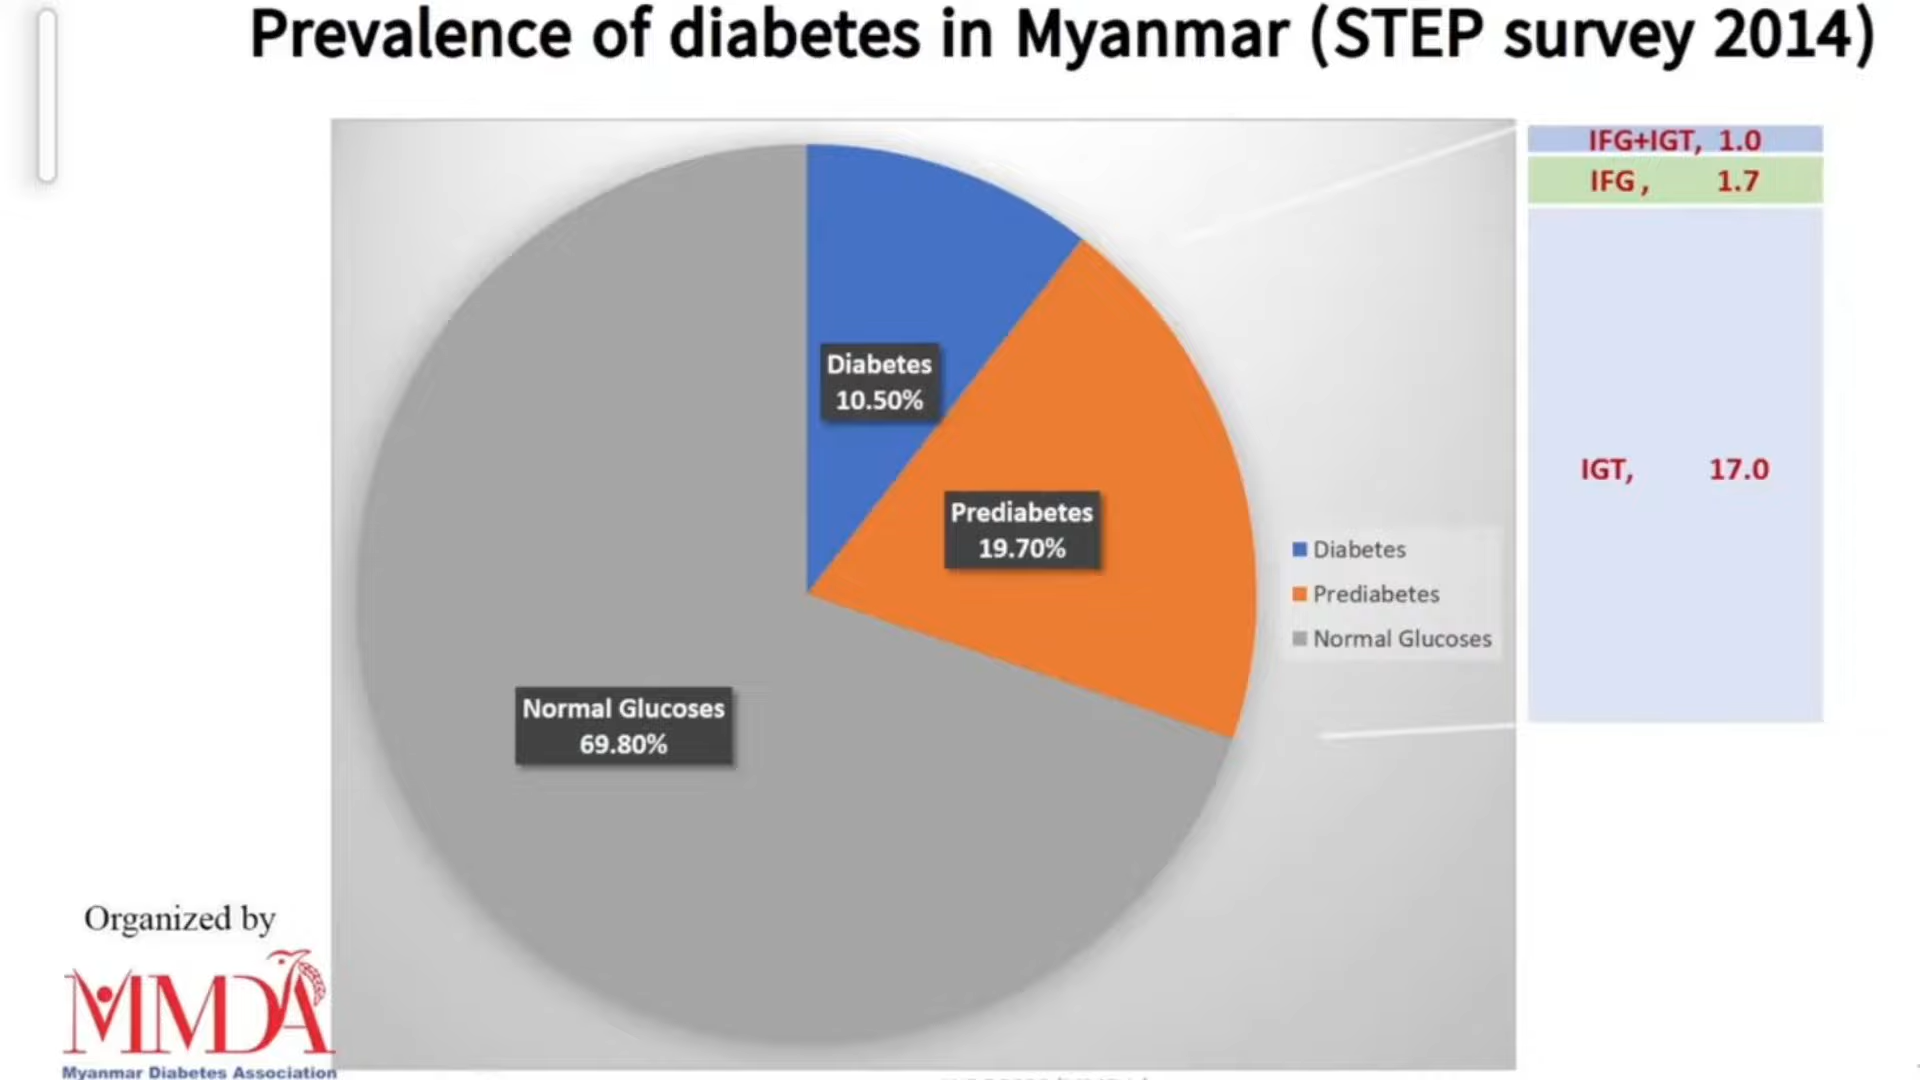 Prevalence of diabetes in Myanmar (STEP survey 2014)
IFG+IGT, 1.0
IFG , 1.7
IGT, 17.0
Diabetes
10.50%
Prediabetes
19.70%
Normal Glucoses
69.80%
Diabetes
Prediabetes
Normal Glucoses
Organized by
MMDA
Myanmar Diabetes Association